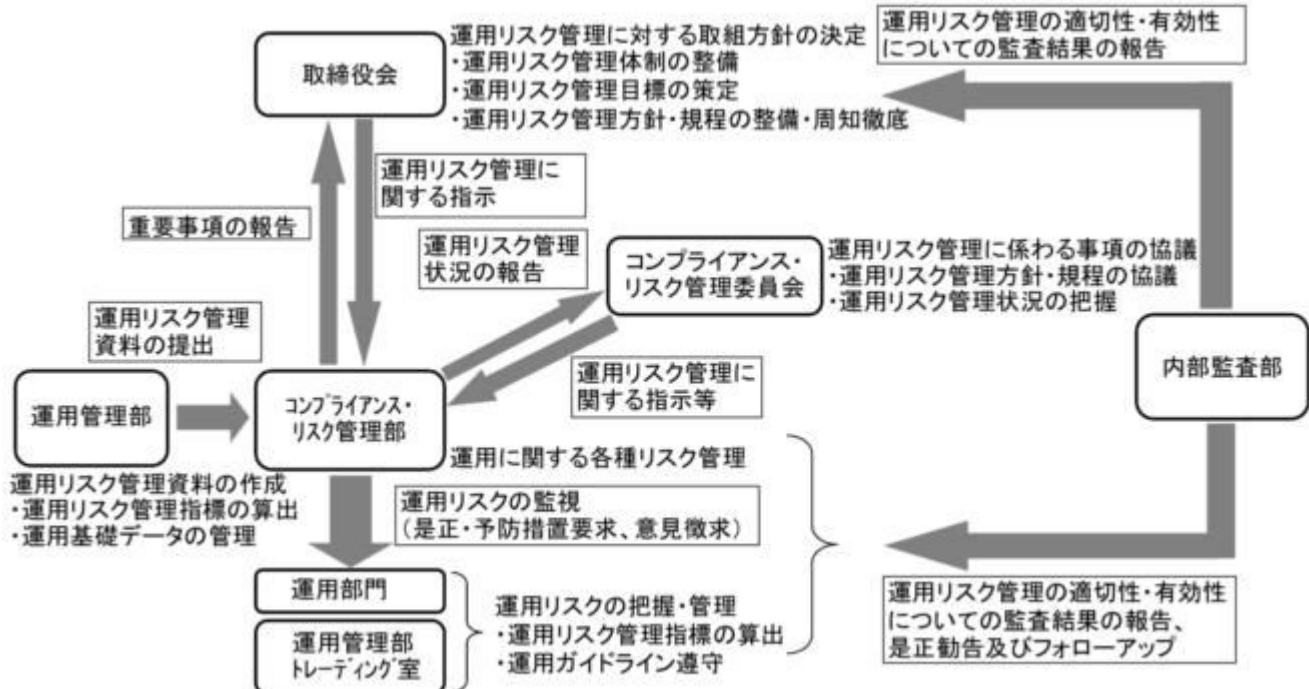 取締役会
運用リスク管理に対する取組方針の決定
・運用リスク管理体制の整備
・運用リスク管理目標の策定
・運用リスク管理方針・規程の整備・周知徹底
運用リスク管理の適切性・有効性
についての監査結果の報告
運用リスク管理に
関する指示
重要事項の報告
運用リスク管理
状況の報告
コンプライアンス・
リスク管理委員会
運用リスク管理に係わる事項の協議
・運用リスク管理方針・規程の協議
・運用リスク管理状況の把握
運用リスク管理
資料の提出
内部監査部
運用管理部
コンプライアンス・
リスク管理部
運用リスク管理に
関する指示等
運用に関する各種リスク管理
運用リスク管理資料の作成
・運用リスク管理指標の算出
・運用基礎データの管理
運用リスクの監視
(是正・予防措置要求、意見徴求)
運用部門
運用管理部
トレーディング室
運用リスクの把握・管理
・運用リスク管理指標の算出
・運用ガイドライン遵守
運用リスク管理の適切性・有効性
についての監査結果の報告、
是正勧告及びフォローアップ